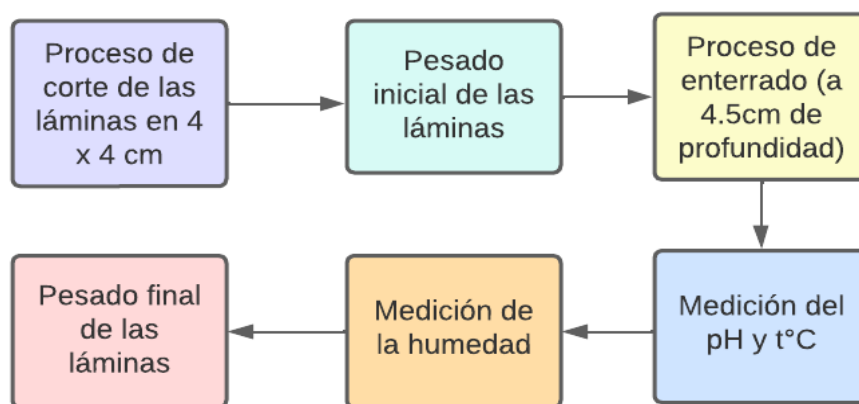 Proceso de
corte de las
láminas en 4
x 4 cm
Pesado
inicial de las
láminas
Proceso de
enterrado (a
4.5cm de
profundidad)
Medición del
pH y t°C
Medición de
la humedad
Pesado final
de las
láminas